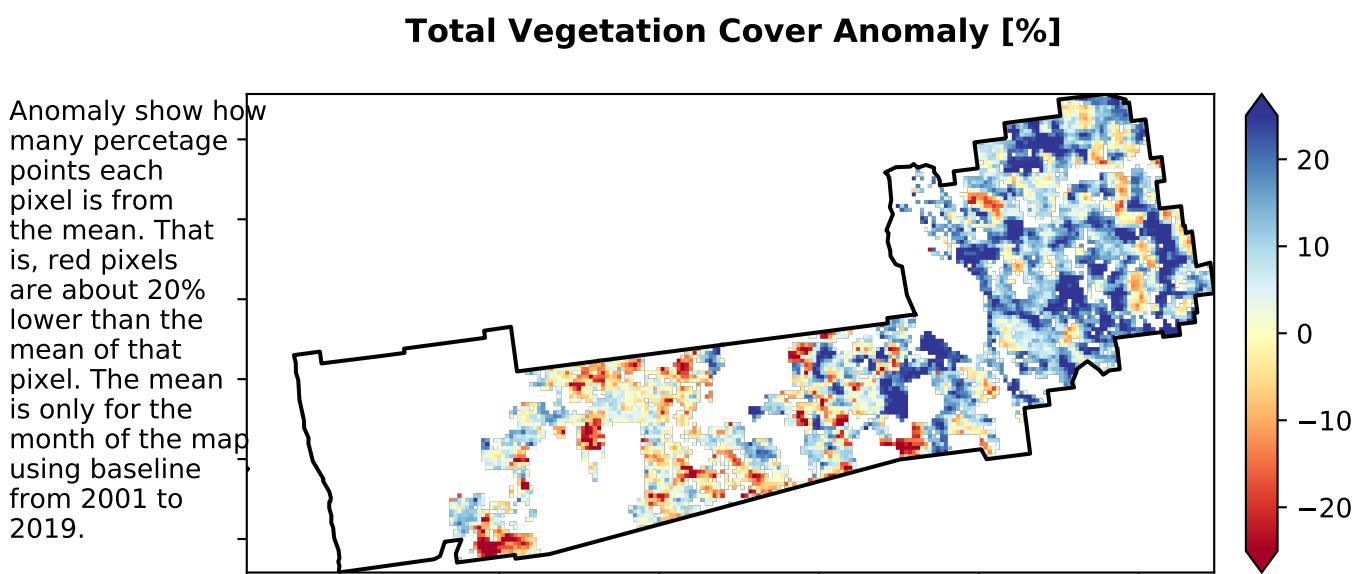 Total Vegetation Cover Anomaly [%]
Anomaly show how
many percetage
points each
pixel is from
the mean. That
is, red pixels
are about 20%
lower than the
mean of that
pixel. The mean
is only for the
month of the map
using baseline
from 2001 to
2019.
20
10
0
−10
−20